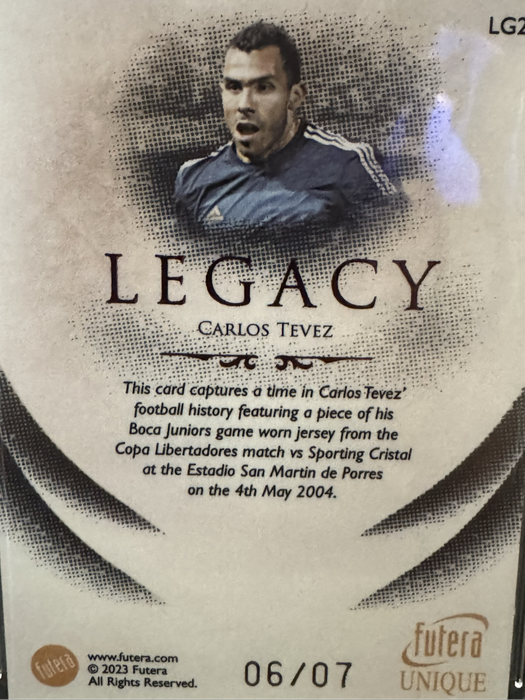 LG2
LEGACY
CARLOS TEVEZ
This card captures a time in Carlos Tevez'
football history featuring a piece of his
Boca Juniors game worn jersey from the
Copa Libertadores match vs Sporting Cristal
at the Estadio San Martin de Porres
on the 4th May 2004.
futera
www.futera.com
© 2023 Futera
All Rights Reserved.
06/07
futera
UNIQUE